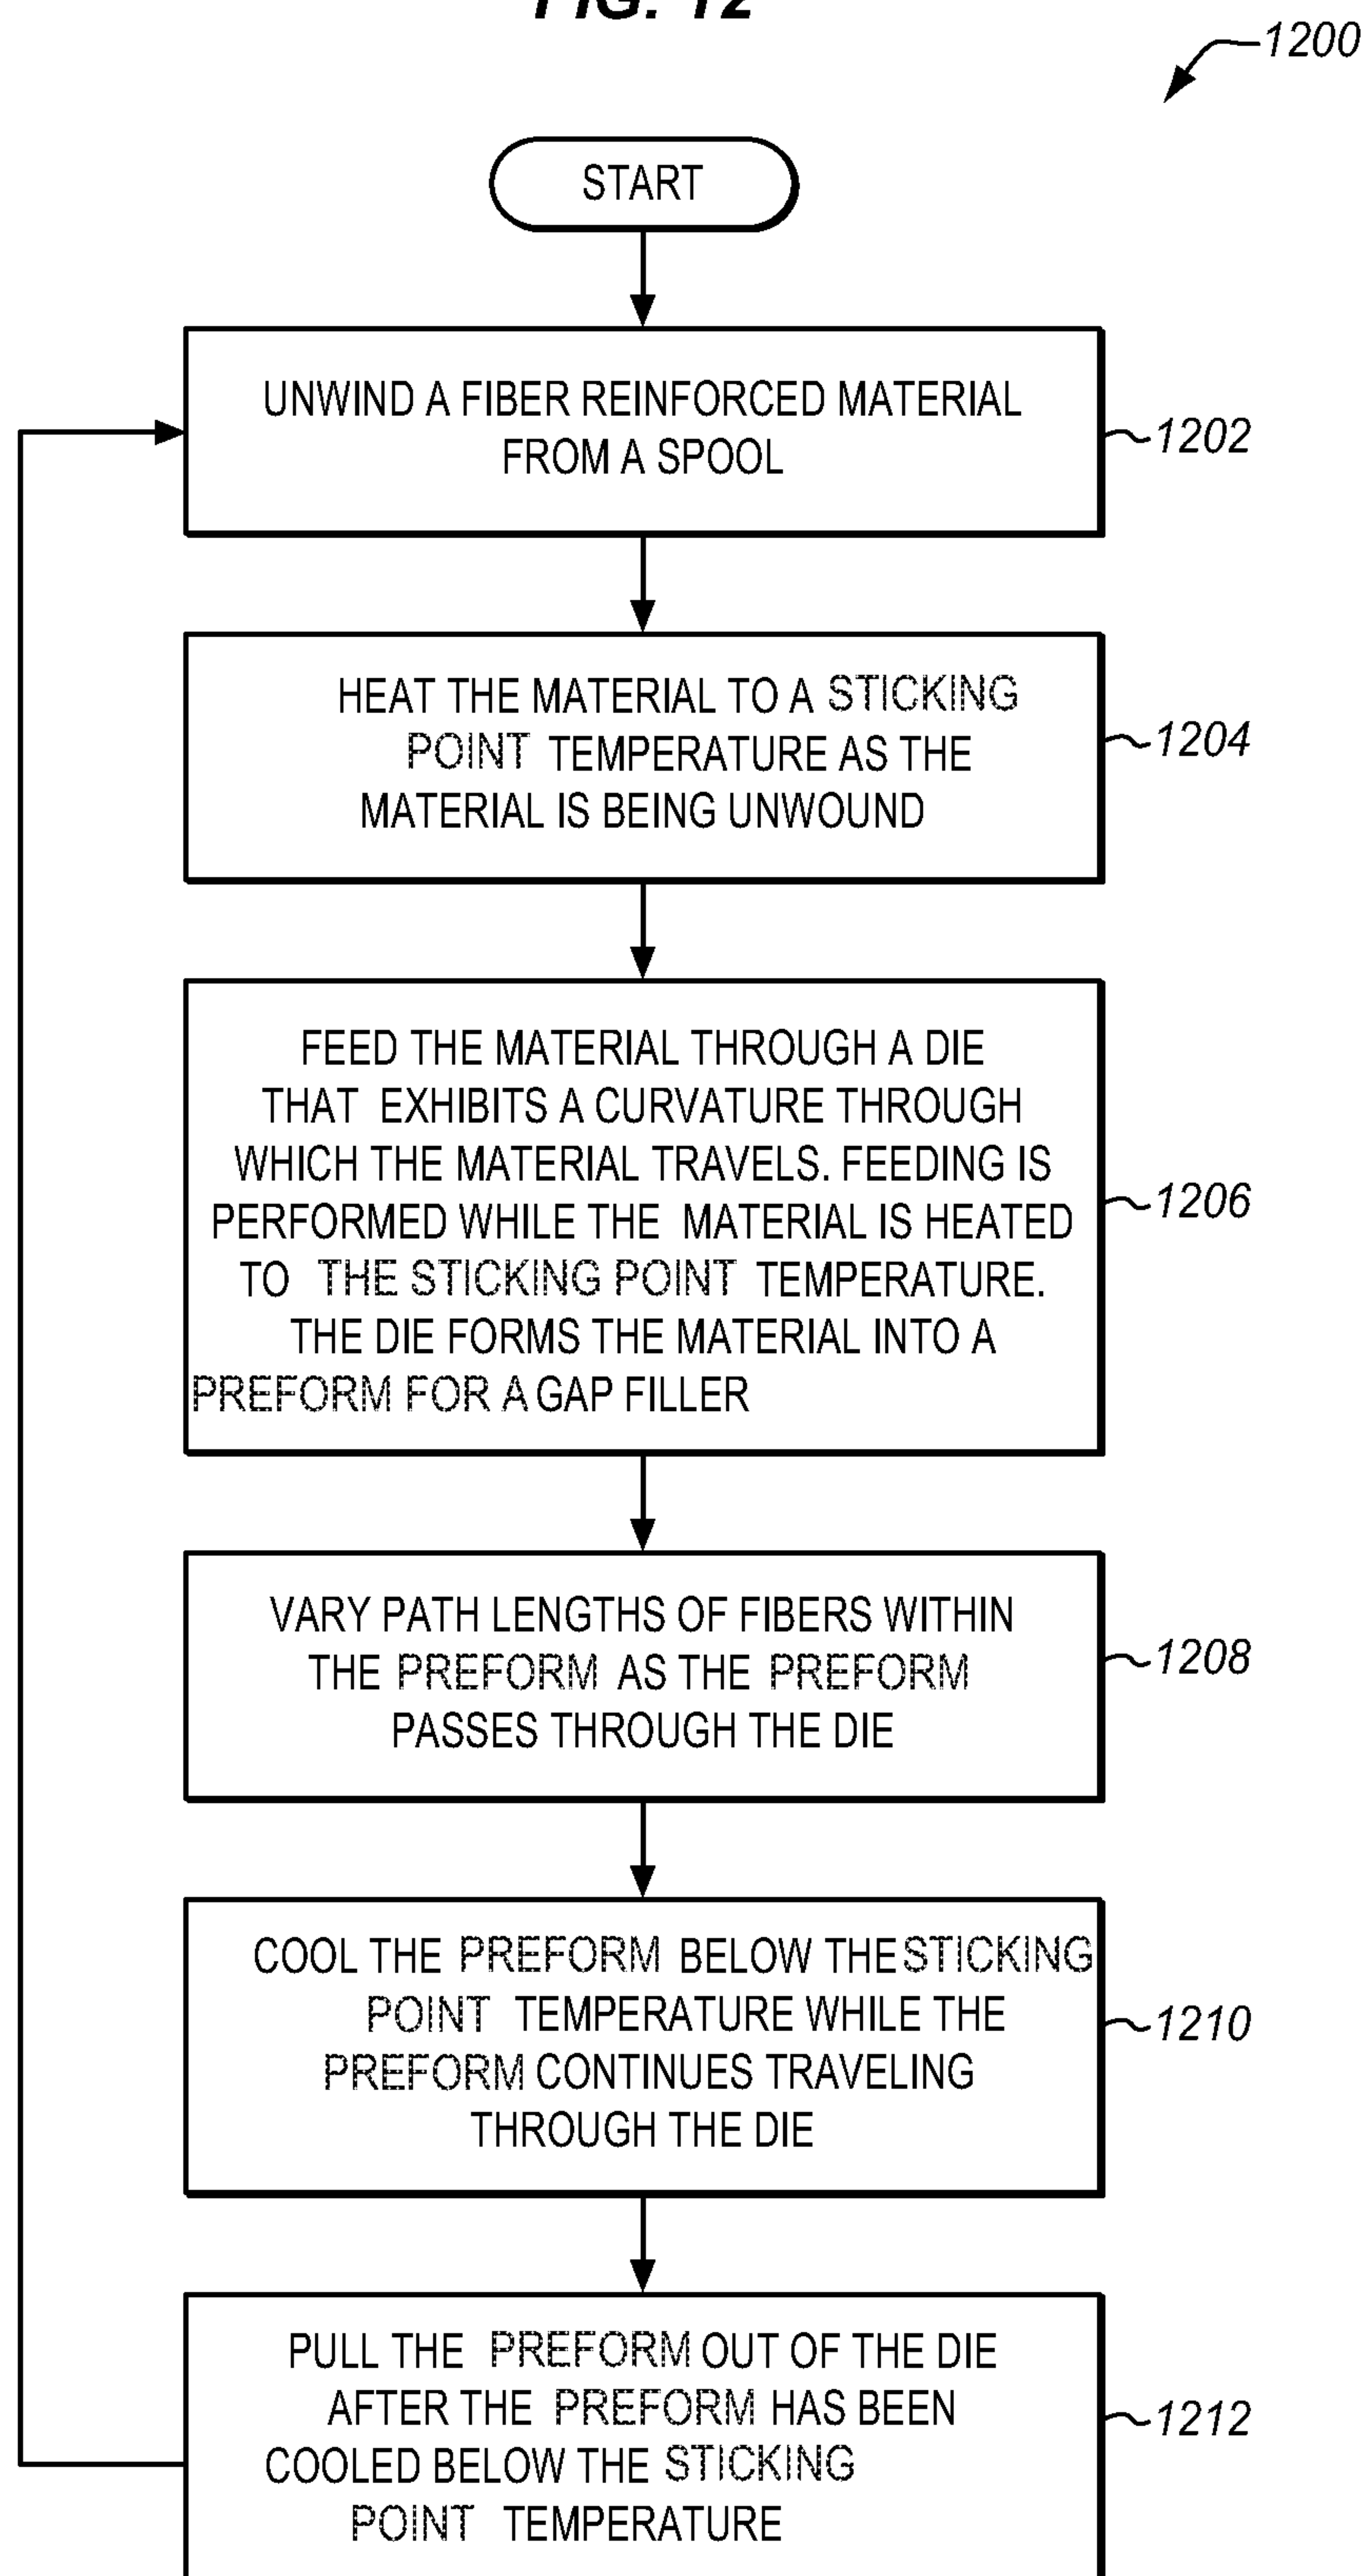 FIG. 12
1200
START
UNWIND A FIBER REINFORCED MATERIAL
FROM A SPOOL
1202
HEAT THE MATERIAL TO A STICKING
POINT TEMPERATURE AS THE
MATERIAL IS BEING UNWOUND
1204
FEED THE MATERIAL THROUGH A DIE
THAT EXHIBITS A CURVATURE THROUGH
WHICH THE MATERIAL TRAVELS. FEEDING IS
PERFORMED WHILE THE MATERIAL IS HEATED
TO THE STICKING POINT TEMPERATURE.
THE DIE FORMS THE MATERIAL INTO A
PREFORM FOR A GAP FILLER
1206
VARY PATH LENGTHS OF FIBERS WITHIN
THE PREFORM AS THE PREFORM
PASSES THROUGH THE DIE
1208
COOL THE PREFORM BELOW THE STICKING
POINT TEMPERATURE WHILE THE
PREFORM CONTINUES TRAVELING
THROUGH THE DIE
1210
PULL THE PREFORM OUT OF THE DIE
AFTER THE PREFORM HAS BEEN
COOLED BELOW THE STICKING
POINT TEMPERATURE
1212